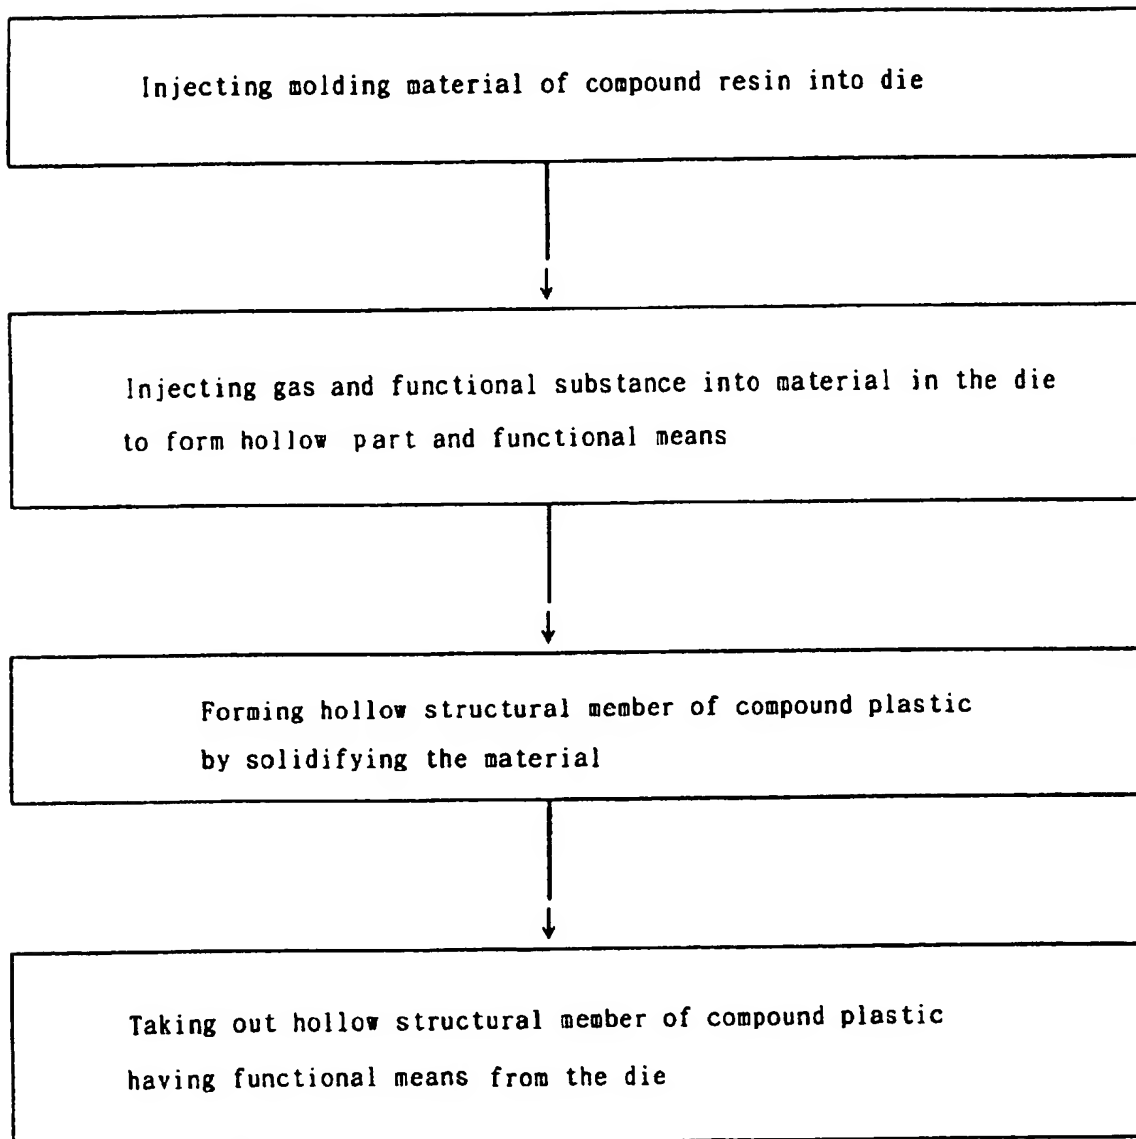 Injecting molding material of compound resin into die
Injecting gas and functional substance into material in the die
to form hollow part and functional means
Forming hollow structural member of compound plastic
by solidifying the material
Taking out hollow structural member of compound plastic
having functional means from the die